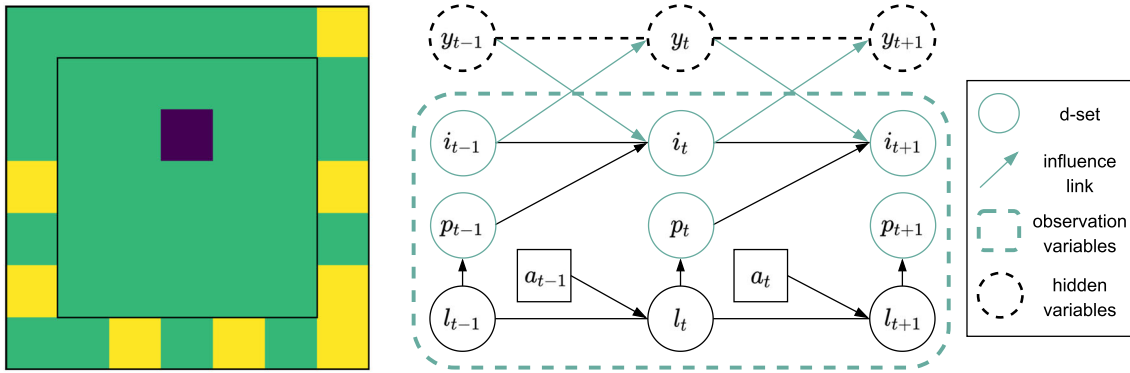 y_{t-1} y_t y_{t+1}
i_{t-1} i_t i_{t+1}
p_{t-1} p_t p_{t+1}
a_{t-1} a_t
l_{t-1} l_t l_{t+1}
d-set
influence
link
observation
variables
hidden
variables